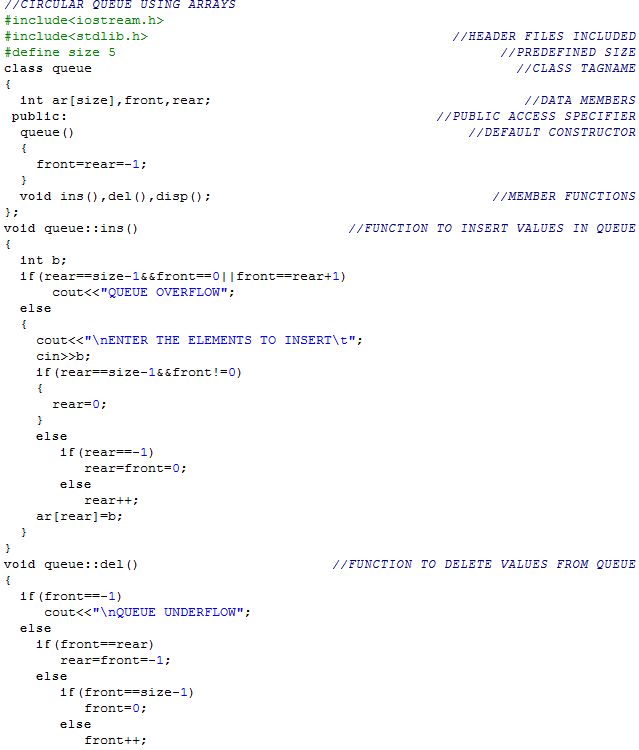 //CIRCULAR QUEUE USING ARRAYS
#include<iostream.h>
#include<stdlib.h> //HEADER FILES INCLUDED
#define size 5 //PREDEFINED SIZE
class queue //CLASS TAGNAME
{
int ar[size],front,rear; //DATA MEMBERS
public: //PUBLIC ACCESS SPECIFIER
queue() //DEFAULT CONSTRUCTOR
{
front=rear=-1;
}
void ins(),del(),disp(); //MEMBER FUNCTIONS
};
void queue::ins() //FUNCTION TO INSERT VALUES IN QUEUE
{
int b;
if(rear==size-1&&front==0||front==rear+1)
cout<<"QUEUE OVERFLOW";
else
{
cout<<"\nENTER THE ELEMENTS TO INSERT\t";
cin>>b;
if(rear==size-1&&front!=0)
{
rear=0;
}
else
if(rear==-1)
rear=front=0;
else
rear++;
ar[rear]=b;
}
}
void queue::del() //FUNCTION TO DELETE VALUES FROM QUEUE
{
if(front==-1)
cout<<"\nQUEUE UNDERFLOW";
else
if(front==rear)
rear=front=-1;
else
if(front==size-1)
front=0;
else
front++;